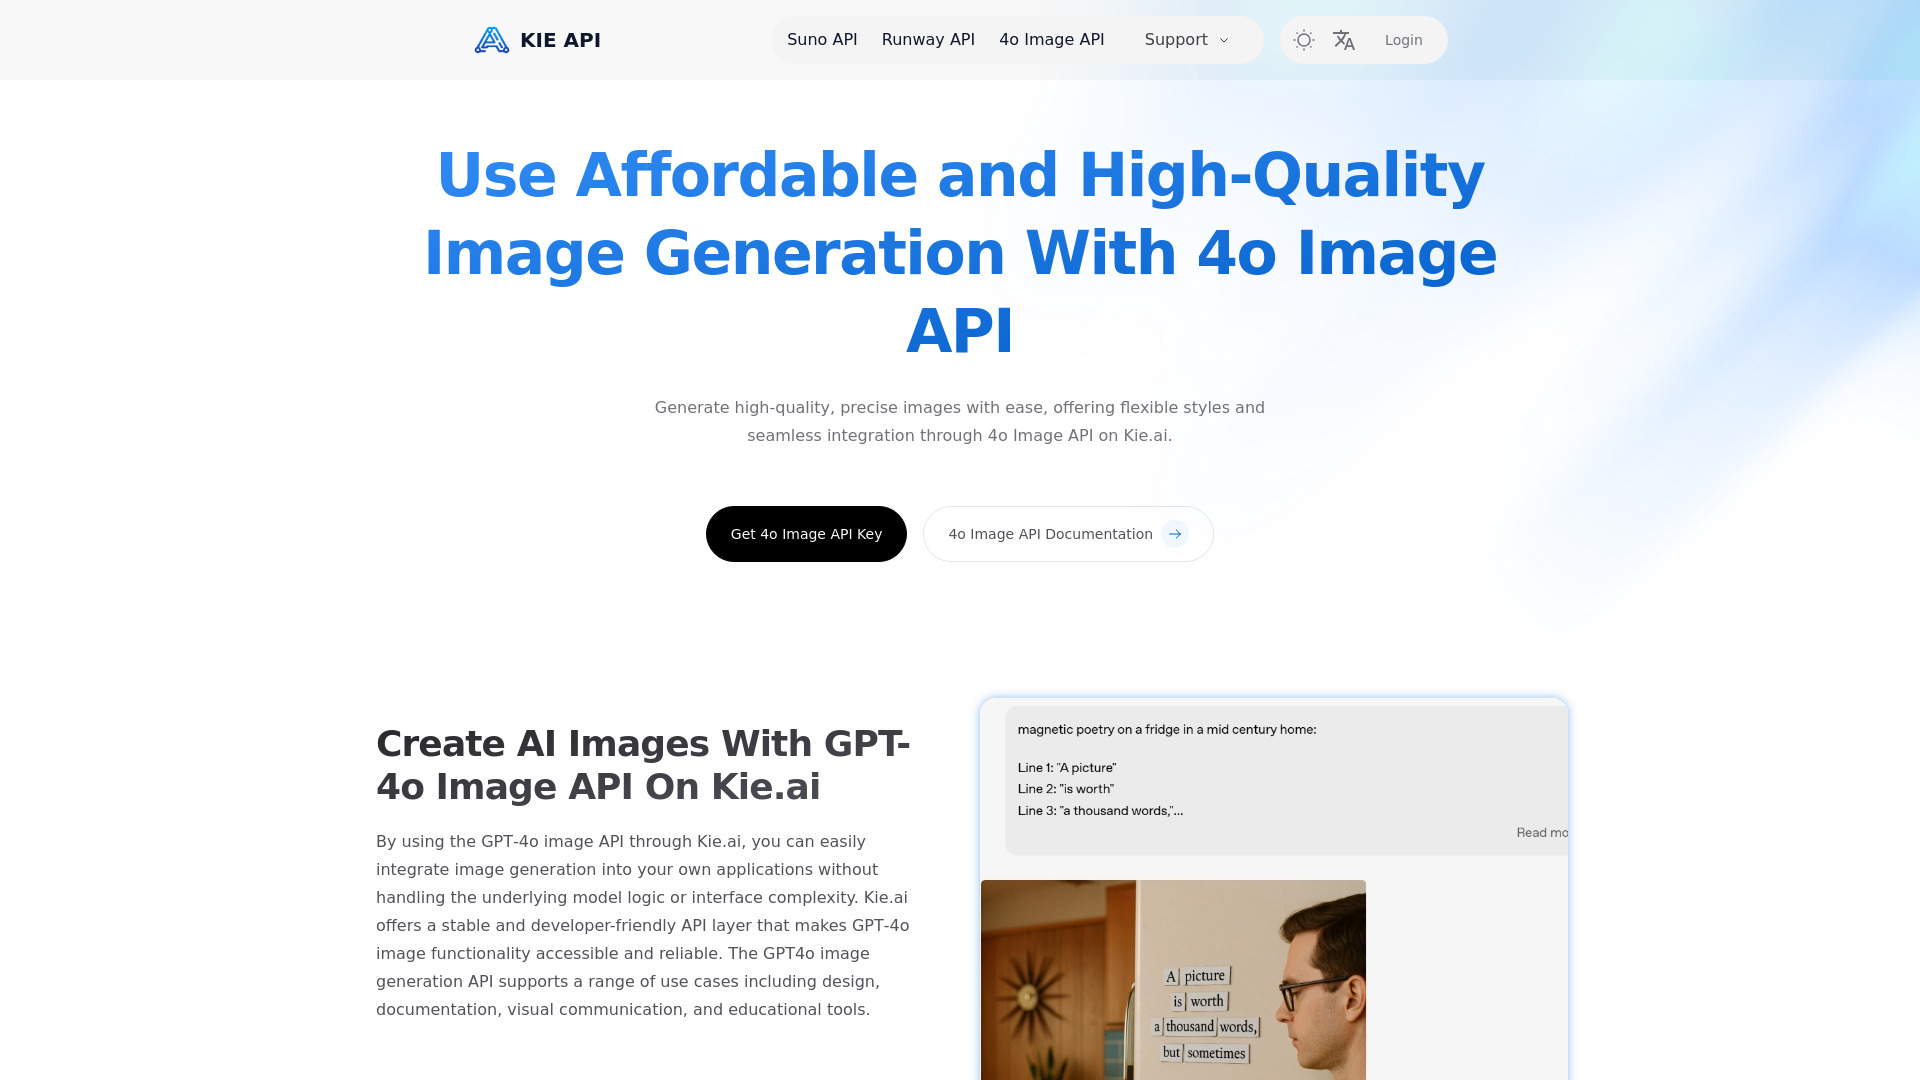 KIE API
Suno API
Runway API
4o Image API
Support
Login
Use Affordable and High-Quality
Image Generation With 4o Image
API
Generate high-quality, precise images with ease, offering flexible styles and
seamless integration through 4o Image API on Kie.ai.
Get 4o Image API Key
4o Image API Documentation
Create AI Images With GPT-
4o Image API On Kie.ai
By using the GPT-4o image API through Kie.ai, you can easily
integrate image generation into your own applications without
handling the underlying model logic or interface complexity. Kie.ai
offers a stable and developer-friendly API layer that makes GPT-4o
image functionality accessible and reliable. The GPT4o image
generation API supports a range of use cases including design,
documentation, visual communication, and educational tools.
magnetic poetry on a fridge in a mid century home:
Line 1: "A picture"
Line 2: "is worth"
Line 3: "a thousand words,"...
Read mo
A picture
is worth
a thousand words,
but sometimes